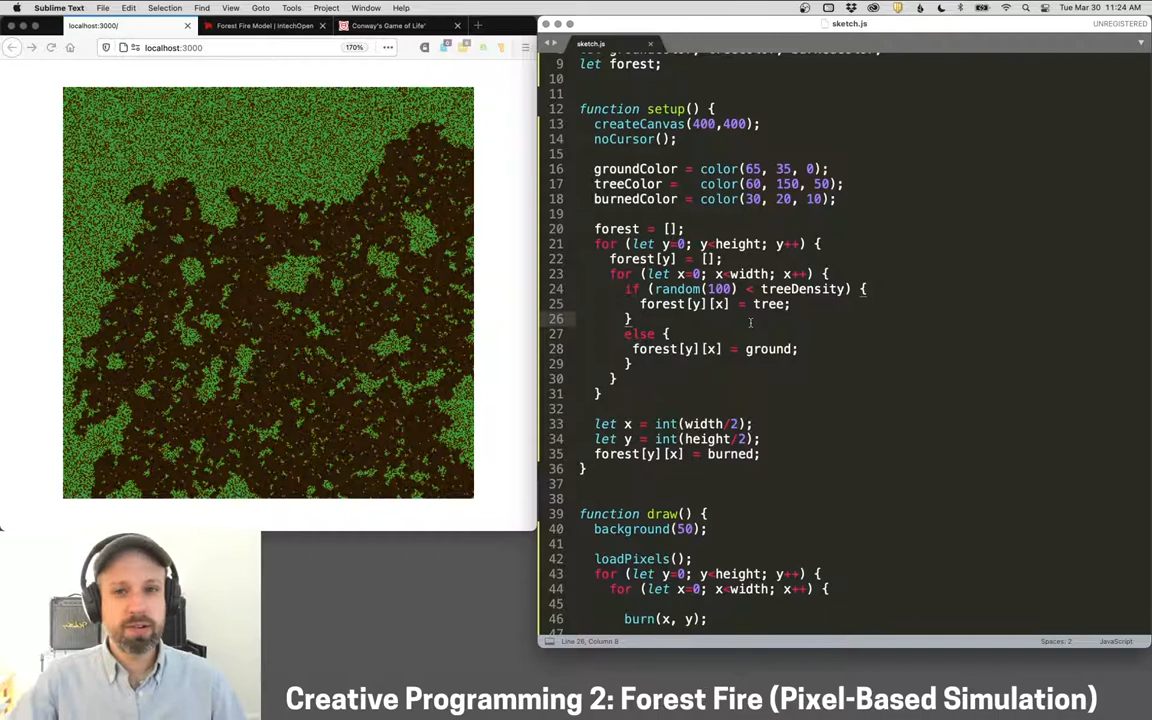 Sublime Text File Edit Selection Find View Goto Tools Project Window Help Tue Mar 30 11:24 AM
localhost:3000/ Forest Fire Model | IntechOpen Conway's Game of Life'
localhost:3000 170%
sketch.js UNREGISTERED
sketch.js
9 let forest;
10
11
12 function setup() {
13 createCanvas(400,400);
14 noCursor();
15
16 groundColor = color(65, 35, 0);
17 treeColor = color(60, 150, 50);
18 burnedColor = color(30, 20, 10);
19
20 forest = [];
21 for (let y=0; y<height; y++) {
22 forest[y] = [];
23 for (let x=0; x<width; x++) {
24 if (random(100) < treeDensity) {
25 forest[y][x] = tree;
26 }
27 else {
28 forest[y][x] = ground;
29 }
30 }
31 }
32
33 let x = int(width/2);
34 let y = int(height/2);
35 forest[y][x] = burned;
36 }
37
38
39 function draw() {
40 background(50);
41
42 loadPixels();
43 for (let y=0; y<height; y++) {
44 for (let x=0; x<width; x++) {
45
46 burn(x, y);
Line 26, Column 8 Spaces: 2 JavaScript
Creative Programming 2: Forest Fire (Pixel-Based Simulation)